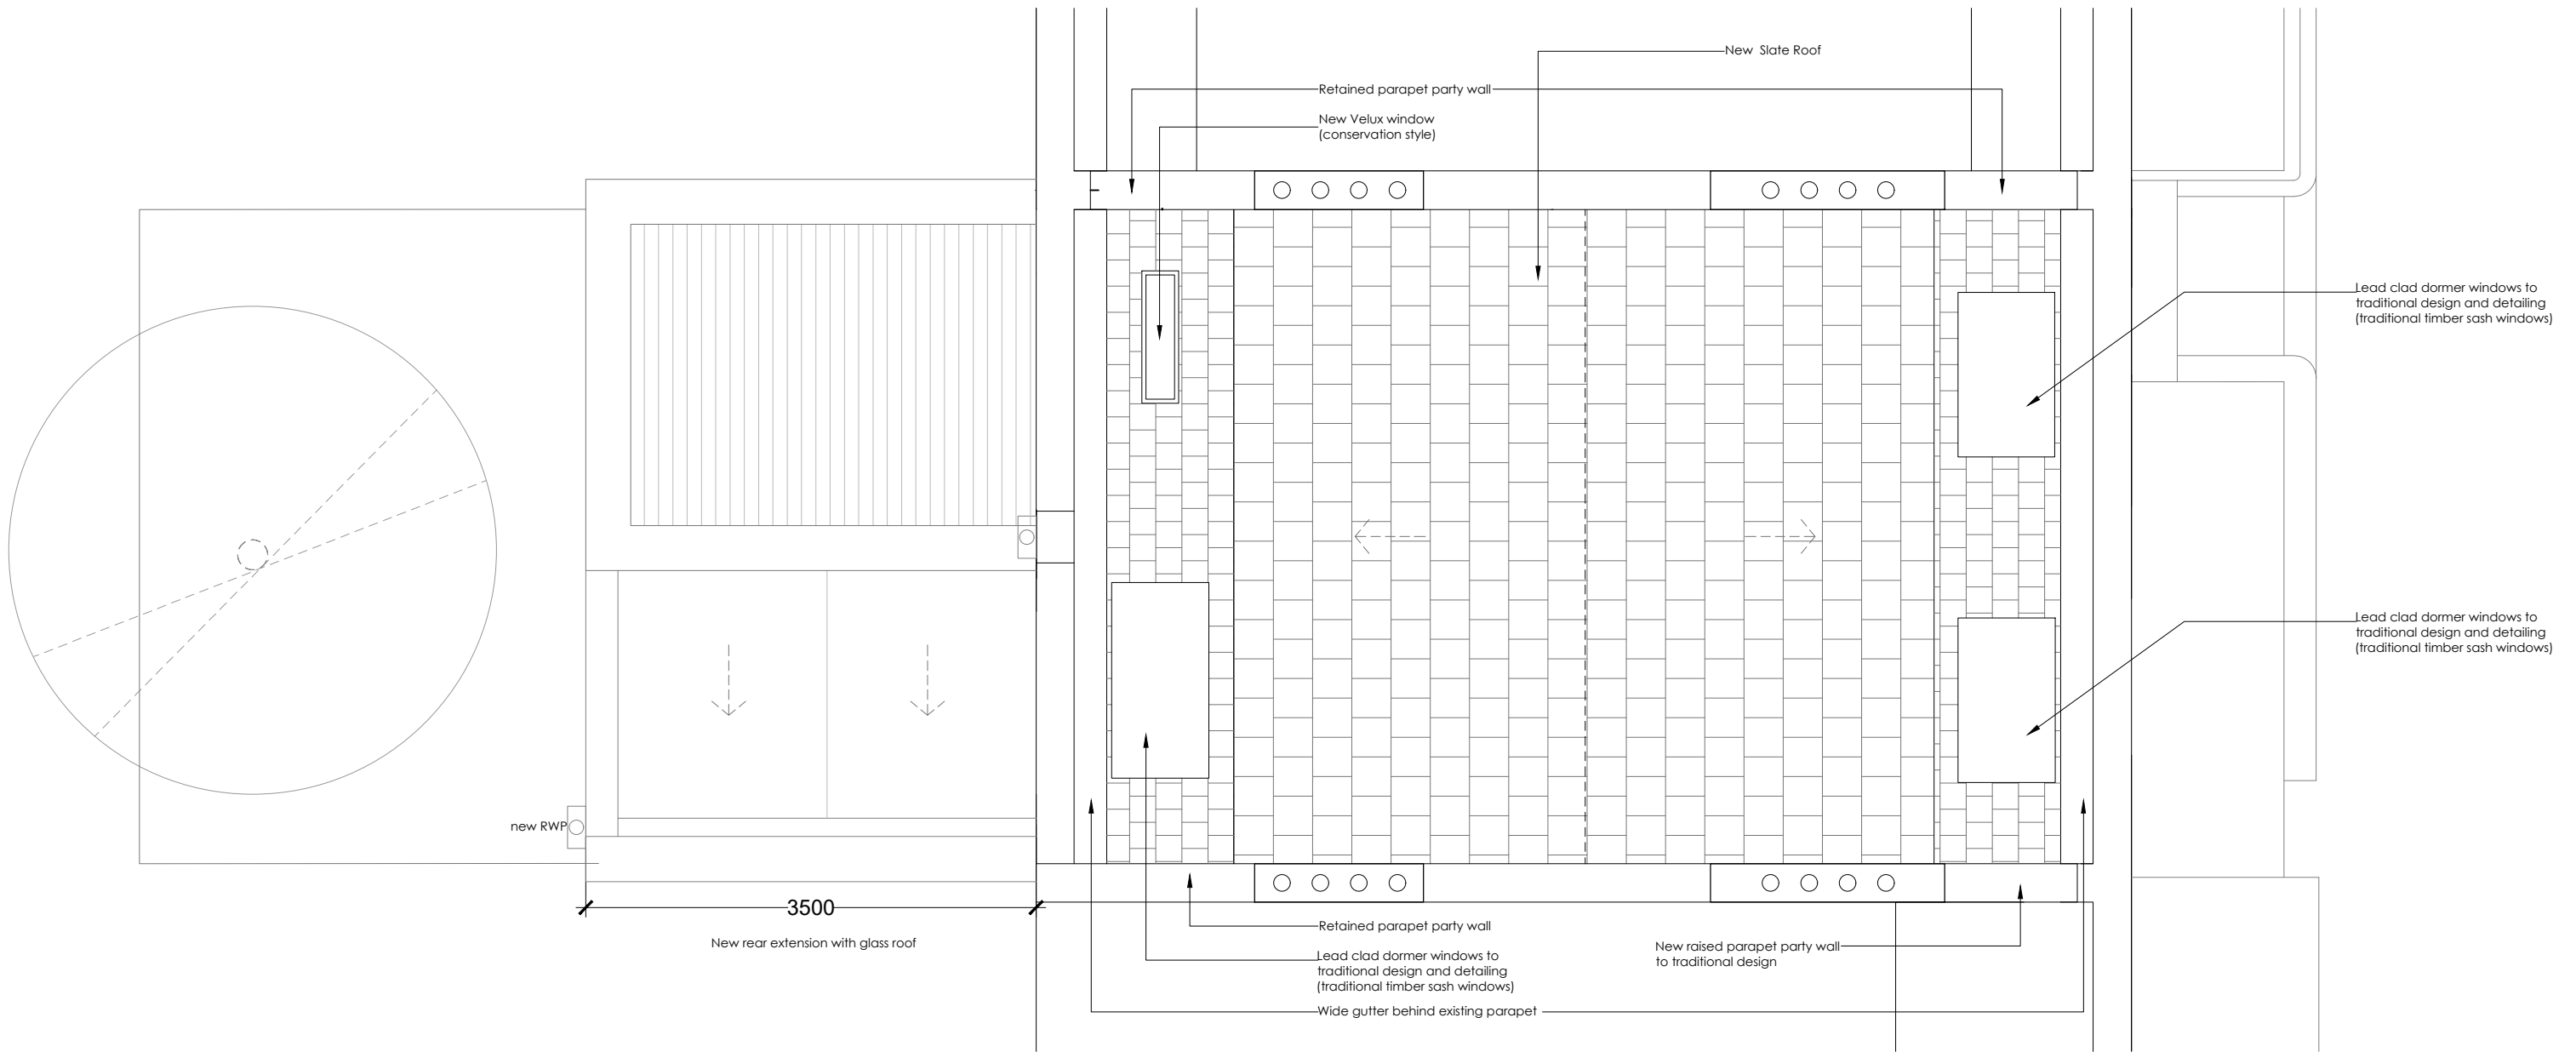 New Slate Roof
Retained parapet party wall
New Velux window
(conservation style)
Lead clad dormer windows to
traditional design and detailing
(traditional timber sash windows)
Lead clad dormer windows to
traditional design and detailing
(traditional timber sash windows)
new RWP
3500
New rear extension with glass roof
Retained parapet party wall
New raised parapet party wall
to traditional design
Lead clad dormer windows to
traditional design and detailing
(traditional timber sash windows)
Wide gutter behind existing parapet